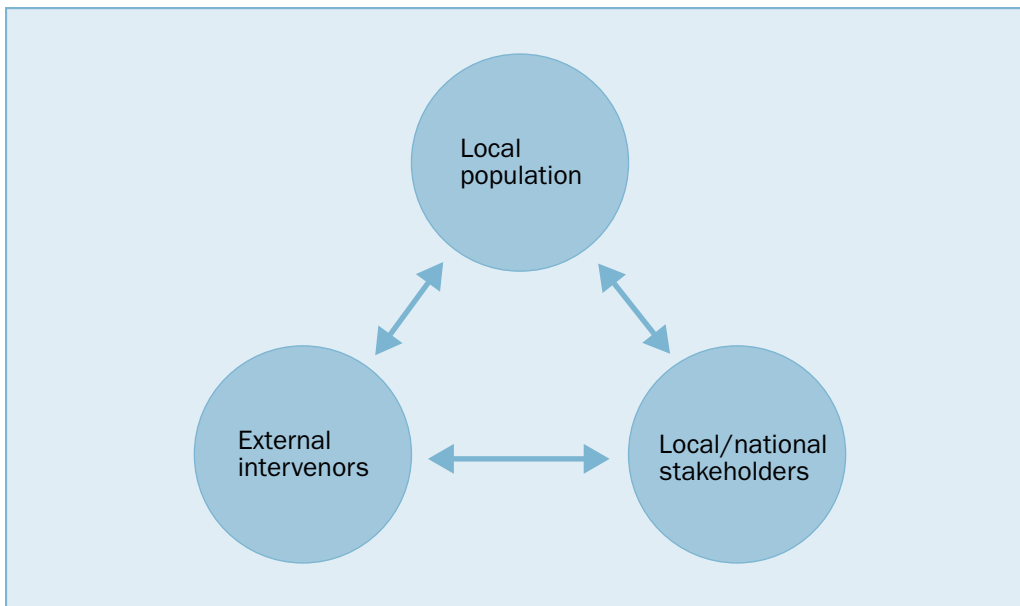 Local
population
External
intervenors
Local/national
stakeholders